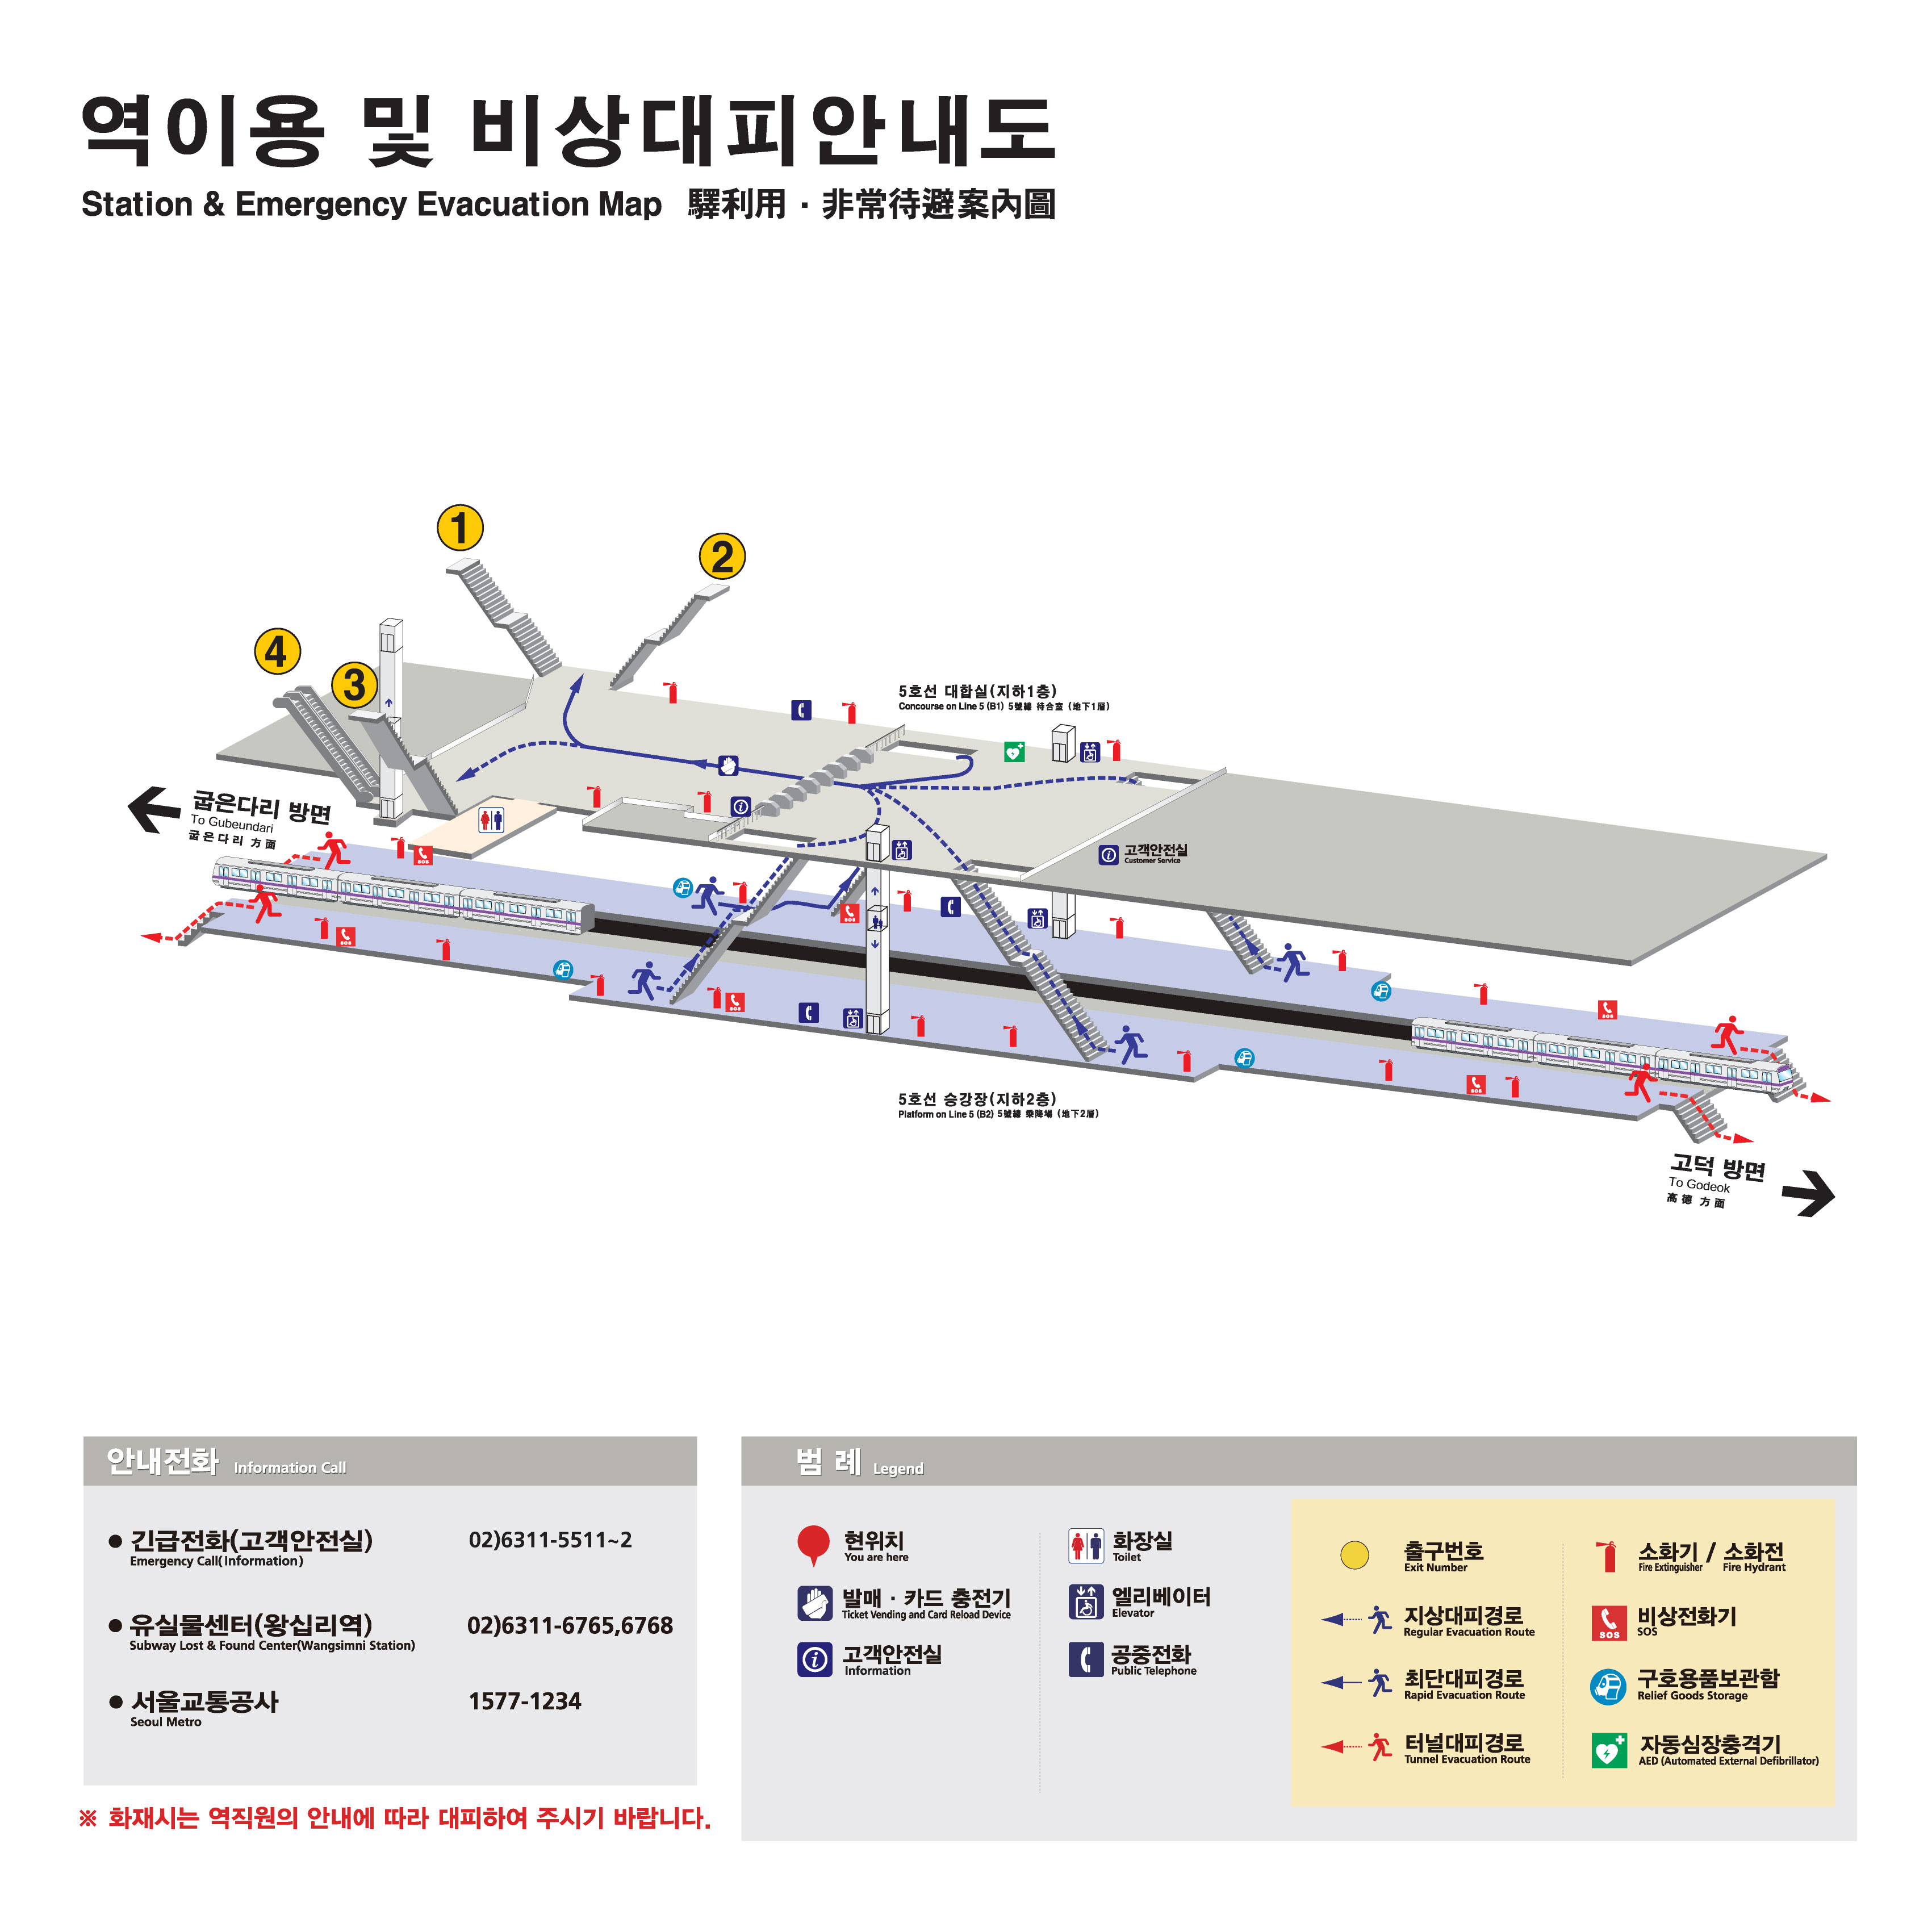 역이용 및 비상대피안내도
Station & Emergency Evacuation Map 驛利用 · 非常待避案內圖
1
2
4
3
5호선 대합실(지하1층)
Concourse on Line 5 (B1) 5號線 待合室 (地下1層)
굽은다리 방면
To Gubeundari
굽은다리 方面
고객안전실
Customer Service
SOS
SOS
SOS
SOS
SOS
SOS
5호선 승강장(지하2층)
Platform on Line 5 (B2) 5號線 乘降場 (地下2層)
고덕 방면
To Godeok
高德 方面
안내전화 Information Call
긴급전화(고객안전실) 02)6311-5511~2
Emergency Call(Information)
유실물센터(왕십리역) 02)6311-6765,6768
Subway Lost & Found Center(Wangsimni Station)
서울교통공사 1577-1234
Seoul Metro
※ 화재시는 역직원의 안내에 따라 대피하여 주시기 바랍니다.
범 례 Legend
현위치
You are here
발매 · 카드 충전기
Ticket Vending and Card Reload Device
고객안전실
Information
화장실
Toilet
엘리베이터
Elevator
공중전화
Public Telephone
출구번호
Exit Number
지상대피경로
Regular Evacuation Route
최단대피경로
Rapid Evacuation Route
터널대피경로
Tunnel Evacuation Route
소화기 / 소화전
Fire Extinguisher Fire Hydrant
SOS
비상전화기
SOS
구호용품보관함
Relief Goods Storage
자동심장충격기
AED (Automated External Defibrillator)